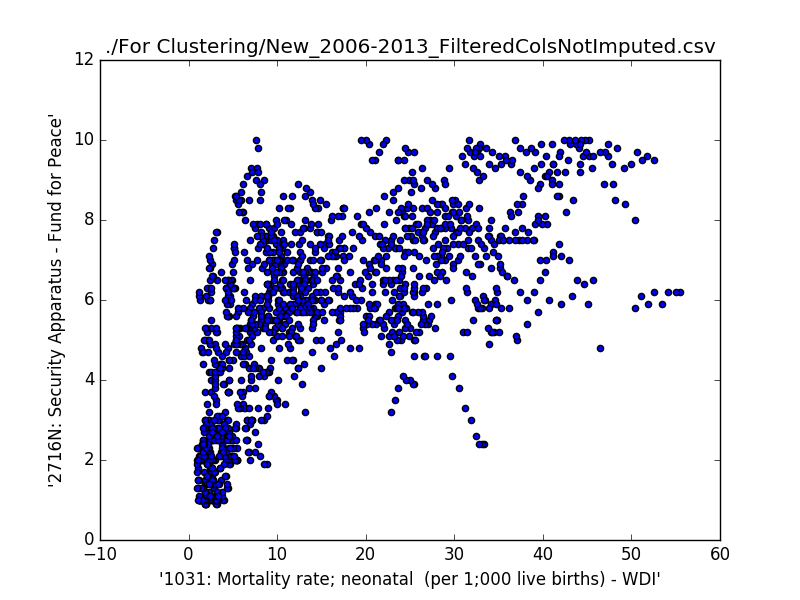 ./For Clustering/New_2006-2013_FilteredColsNotImputed.csv
12
10
8
6
4
2
0
'2716N: Security Apparatus - Fund for Peace'
−10 0 10 20 30 40 50 60
'1031: Mortality rate; neonatal  (per 1;000 live births) - WDI'